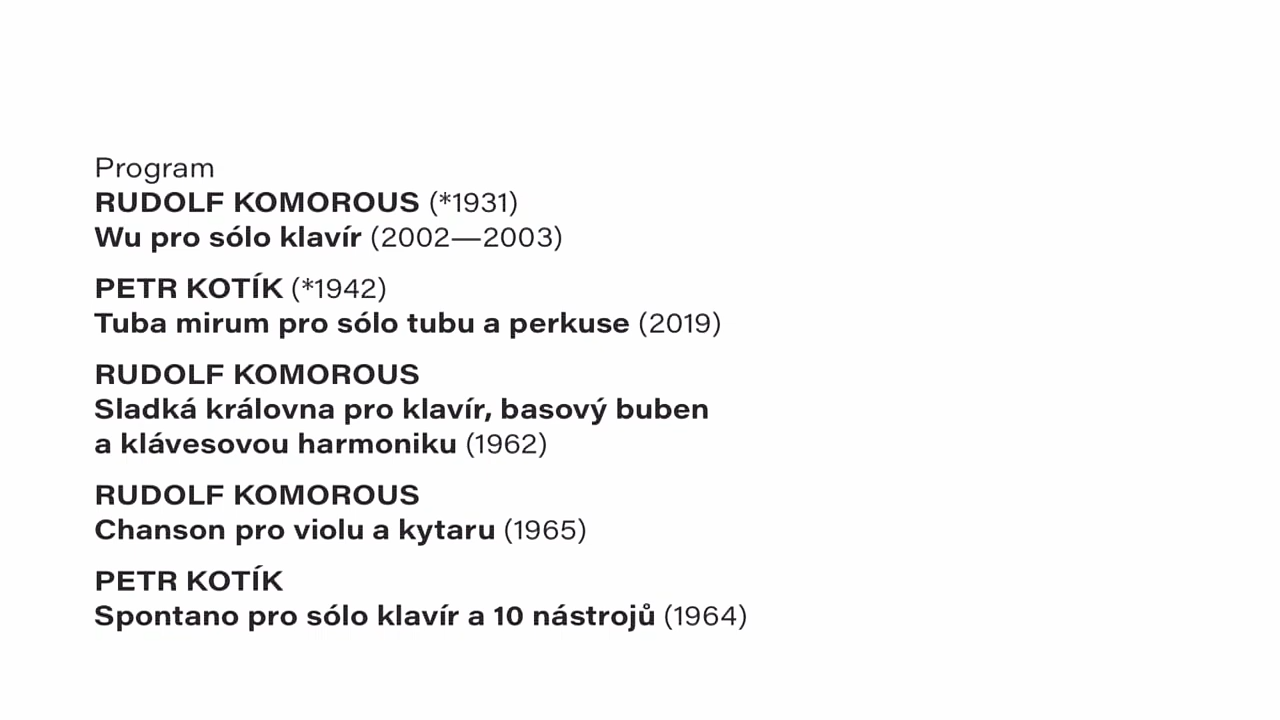 Program
RUDOLF KOMOROUS (*1931)
Wu pro sólo klavír (2002—2003)
PETR KOTÍK (*1942)
Tuba mirum pro sólo tubu a perkuse (2019)
RUDOLF KOMOROUS
Sladká královna pro klavír, basový buben
a klávesovou harmoniku (1962)
RUDOLF KOMOROUS
Chanson pro violu a kytaru (1965)
PETR KOTÍK
Spontano pro sólo klavír a 10 nástrojů (1964)